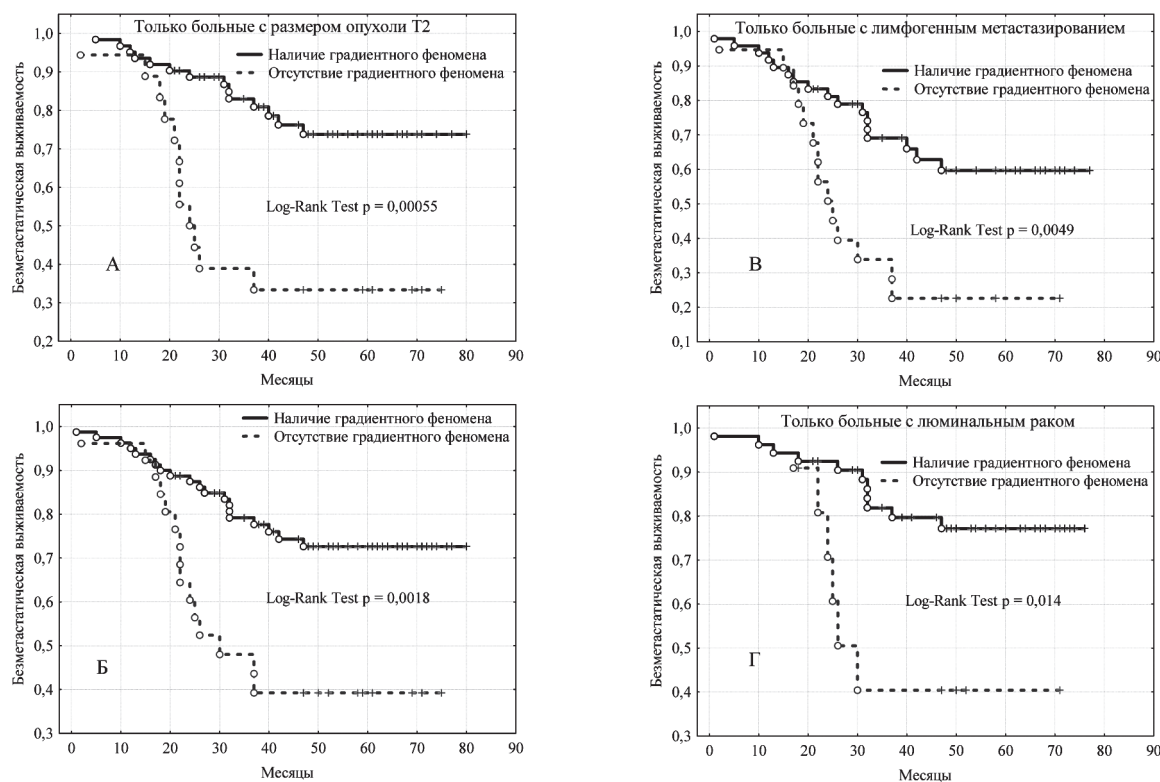 Только больные с размером опухоли Т2
Наличие градиентного феномена
Отсутствие градиентного феномена
Безметастатическая выживаемость
1,0
0,9
0,8
0,7
0,6
0,5
0,4
0,3
0,2
Log-Rank Test p = 0,00055
А
0 10 20 30 40 50 60 70 80 90
Месяцы
Только больные с лимфогенным метастазированием
Наличие градиентного феномена
Отсутствие градиентного феномена
Безметастатическая выживаемость
1,0
0,9
0,8
0,7
0,6
0,5
0,4
0,3
0,2
0,1
Log-Rank Test p = 0,0049
В
0 10 20 30 40 50 60 70 80 90
Месяцы
Наличие градиентного феномена
Отсутствие градиентного феномена
Безметастатическая выживаемость
1,0
0,9
0,8
0,7
0,6
0,5
0,4
0,3
Log-Rank Test p = 0,0018
Б
0 10 20 30 40 50 60 70 80 90
Месяцы
Только больные с люминальным раком
Наличие градиентного феномена
Отсутствие градиентного феномена
Безметастатическая выживаемость
1,0
0,9
0,8
0,7
0,6
0,5
0,4
0,3
Log-Rank Test p = 0,014
Г
0 10 20 30 40 50 60 70 80 90
Месяцы